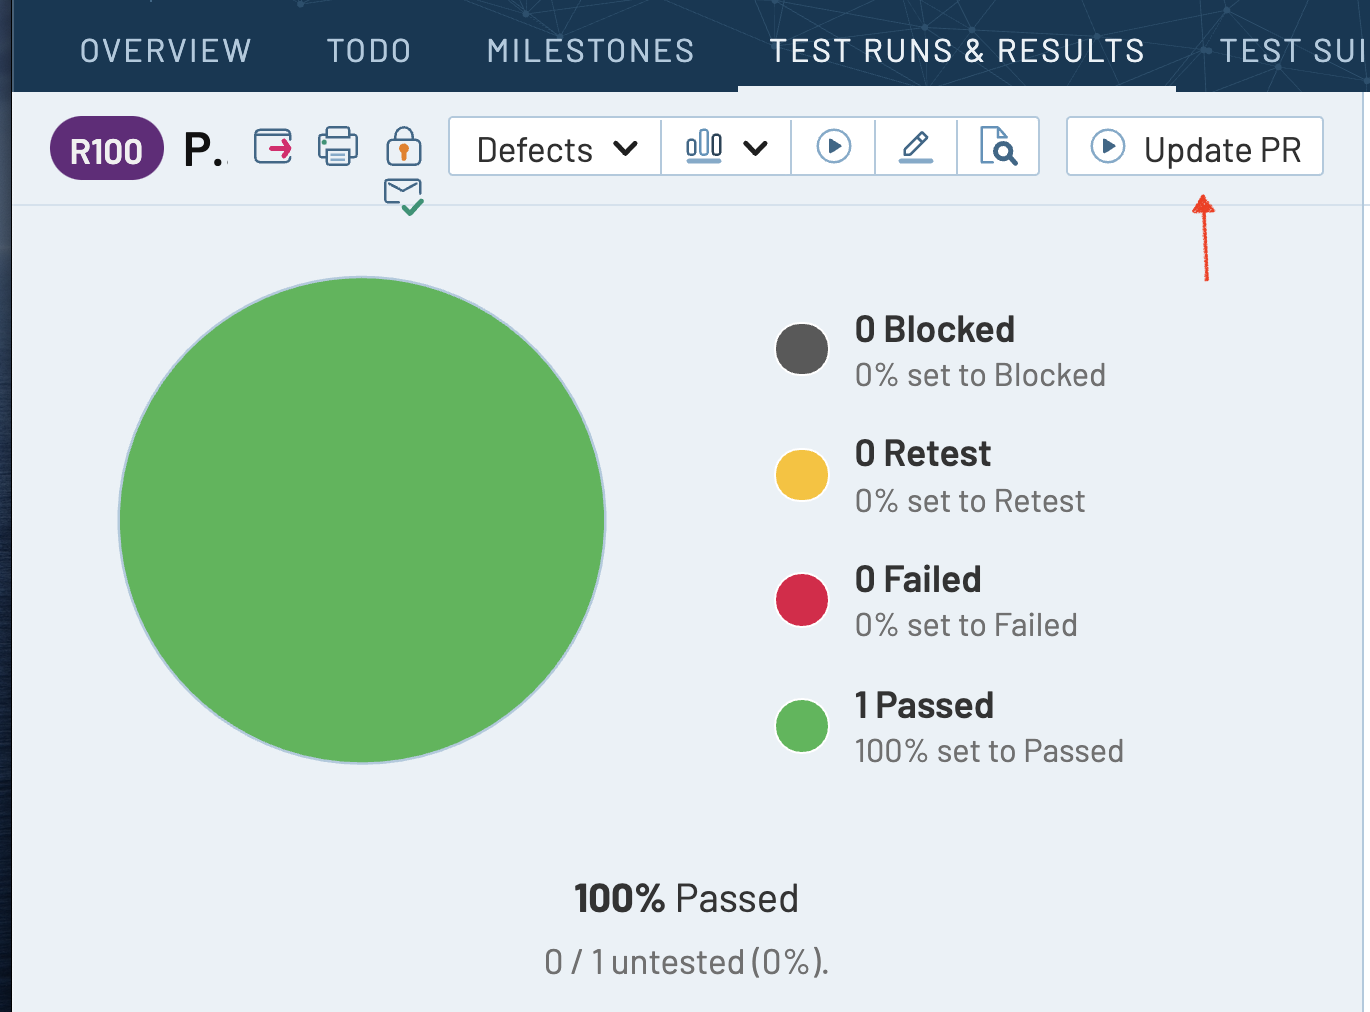 OVERVIEW TODO MILESTONES TEST RUNS & RESULTS TEST SUI
R100 P.. Defects Update PR
0 Blocked
0% set to Blocked
0 Retest
0% set to Retest
0 Failed
0% set to Failed
1 Passed
100% set to Passed
100% Passed
0 / 1 untested (0%).